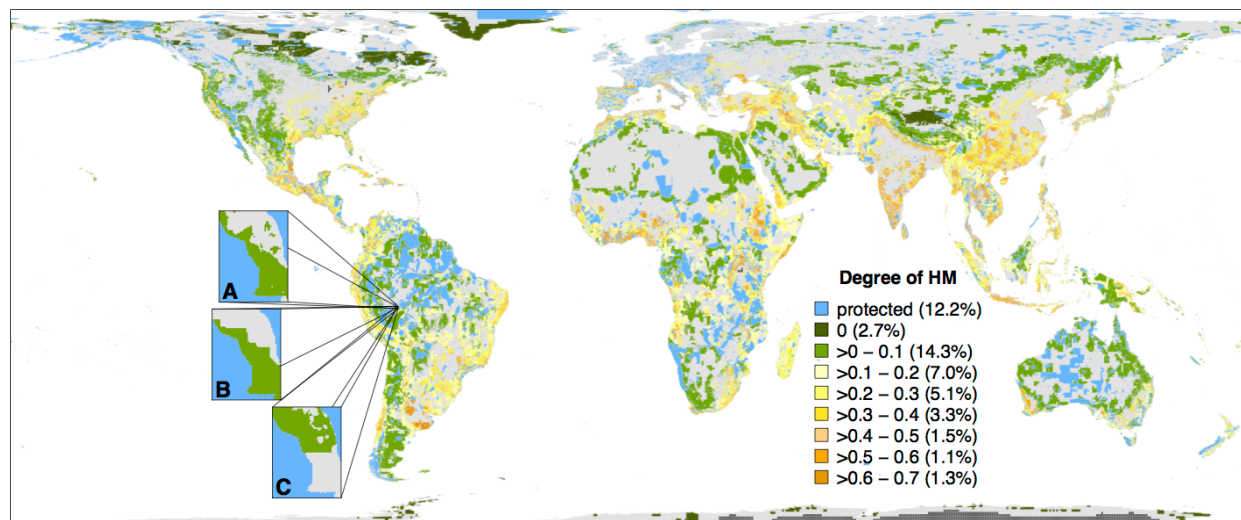 A
B
C
Degree of HM
protected (12.2%)
0 (2.7%)
>0 – 0.1 (14.3%)
>0.1 – 0.2 (7.0%)
>0.2 – 0.3 (5.1%)
>0.3 – 0.4 (3.3%)
>0.4 – 0.5 (1.5%)
>0.5 – 0.6 (1.1%)
>0.6 – 0.7 (1.3%)